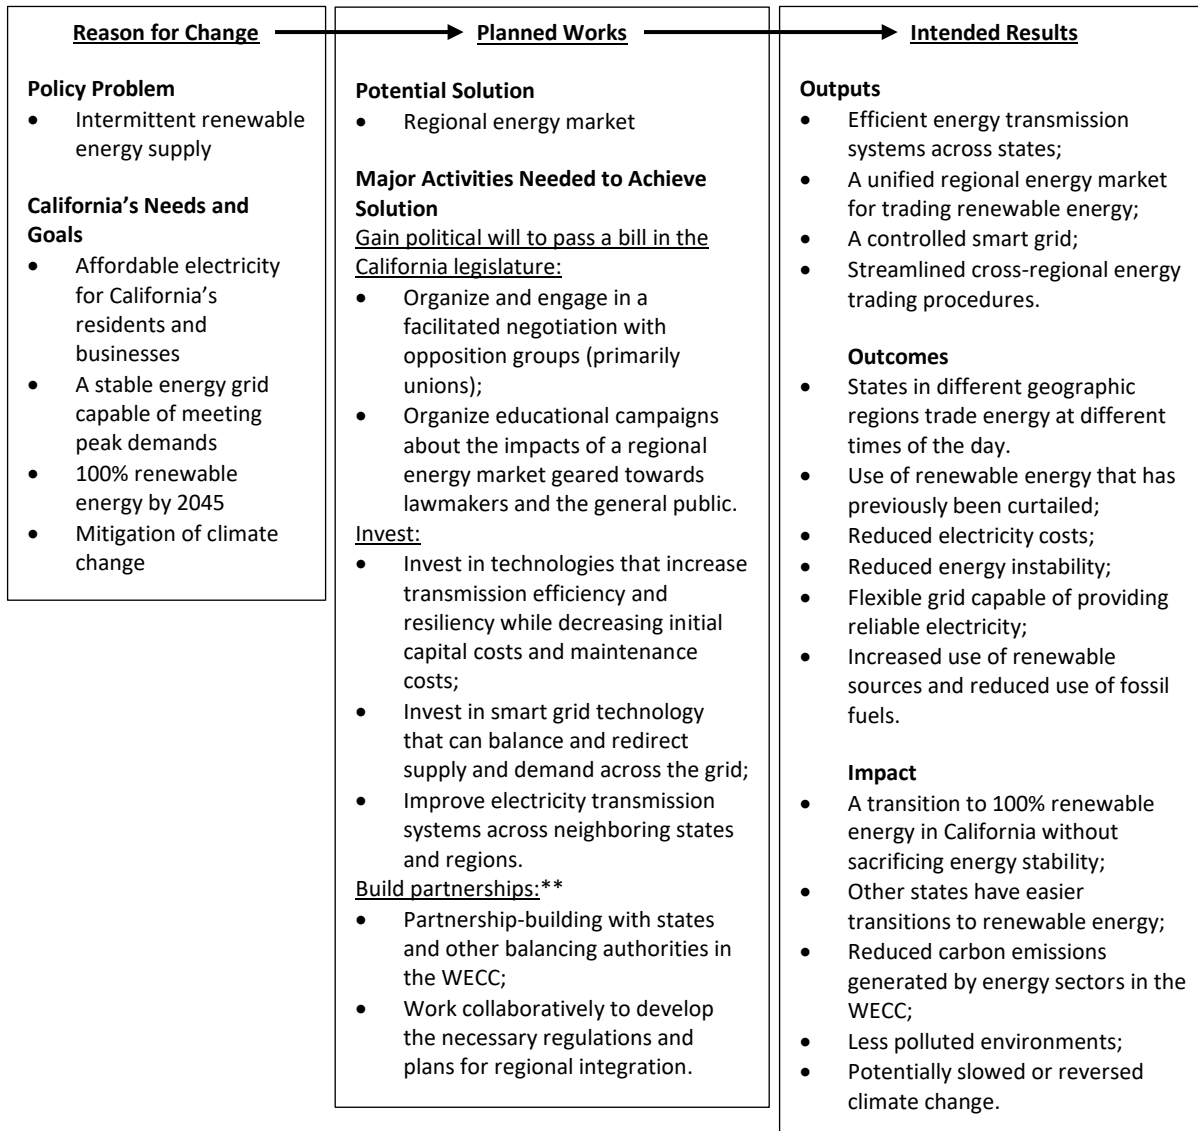 Reason for Change
Policy Problem
• Intermittent renewable
energy supply
California’s Needs and
Goals
• Affordable electricity
for California’s
residents and
businesses
• A stable energy grid
capable of meeting
peak demands
• 100% renewable
energy by 2045
• Mitigation of climate
change
Planned Works
Potential Solution
• Regional energy market
Major Activities Needed to Achieve
Solution
Gain political will to pass a bill in the
California legislature:
• Organize and engage in a
facilitated negotiation with
opposition groups (primarily
unions);
• Organize educational campaigns
about the impacts of a regional
energy market geared towards
lawmakers and the general public.
Invest:
• Invest in technologies that increase
transmission efficiency and
resiliency while decreasing initial
capital costs and maintenance
costs;
• Invest in smart grid technology
that can balance and redirect
supply and demand across the grid;
• Improve electricity transmission
systems across neighboring states
and regions.
Build partnerships:**
• Partnership-building with states
and other balancing authorities in
the WECC;
• Work collaboratively to develop
the necessary regulations and
plans for regional integration.
Intended Results
Outputs
• Efficient energy transmission
systems across states;
• A unified regional energy market
for trading renewable energy;
• A controlled smart grid;
• Streamlined cross-regional energy
trading procedures.
Outcomes
• States in different geographic
regions trade energy at different
times of the day.
• Use of renewable energy that has
previously been curtailed;
• Reduced electricity costs;
• Reduced energy instability;
• Flexible grid capable of providing
reliable electricity;
• Increased use of renewable
sources and reduced use of fossil
fuels.
Impact
• A transition to 100% renewable
energy in California without
sacrificing energy stability;
• Other states have easier
transitions to renewable energy;
• Reduced carbon emissions
generated by energy sectors in the
WECC;
• Less polluted environments;
• Potentially slowed or reversed
climate change.